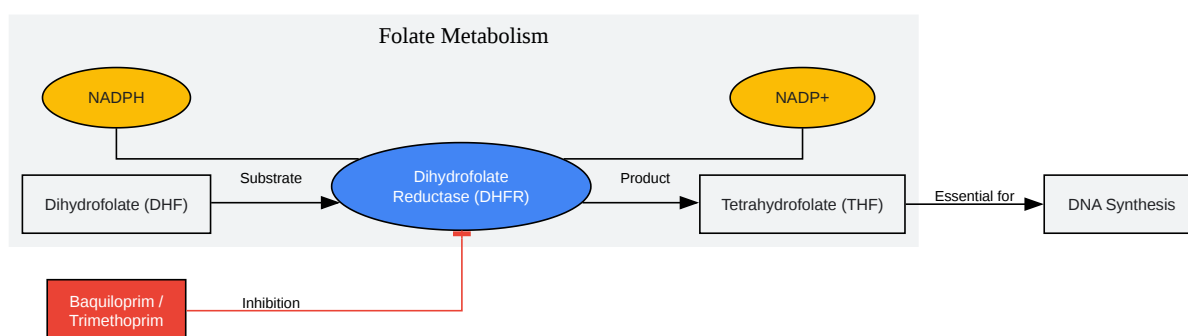 Folate Metabolism
NADPH
NADP+
Substrate
Dihydrofolate
Reductase (DHFR)
Product
Dihydrofolate (DHF)
Tetrahydrofolate (THF)
Essential for
DNA Synthesis
Baquiloprim /
Trimethoprim
Inhibition